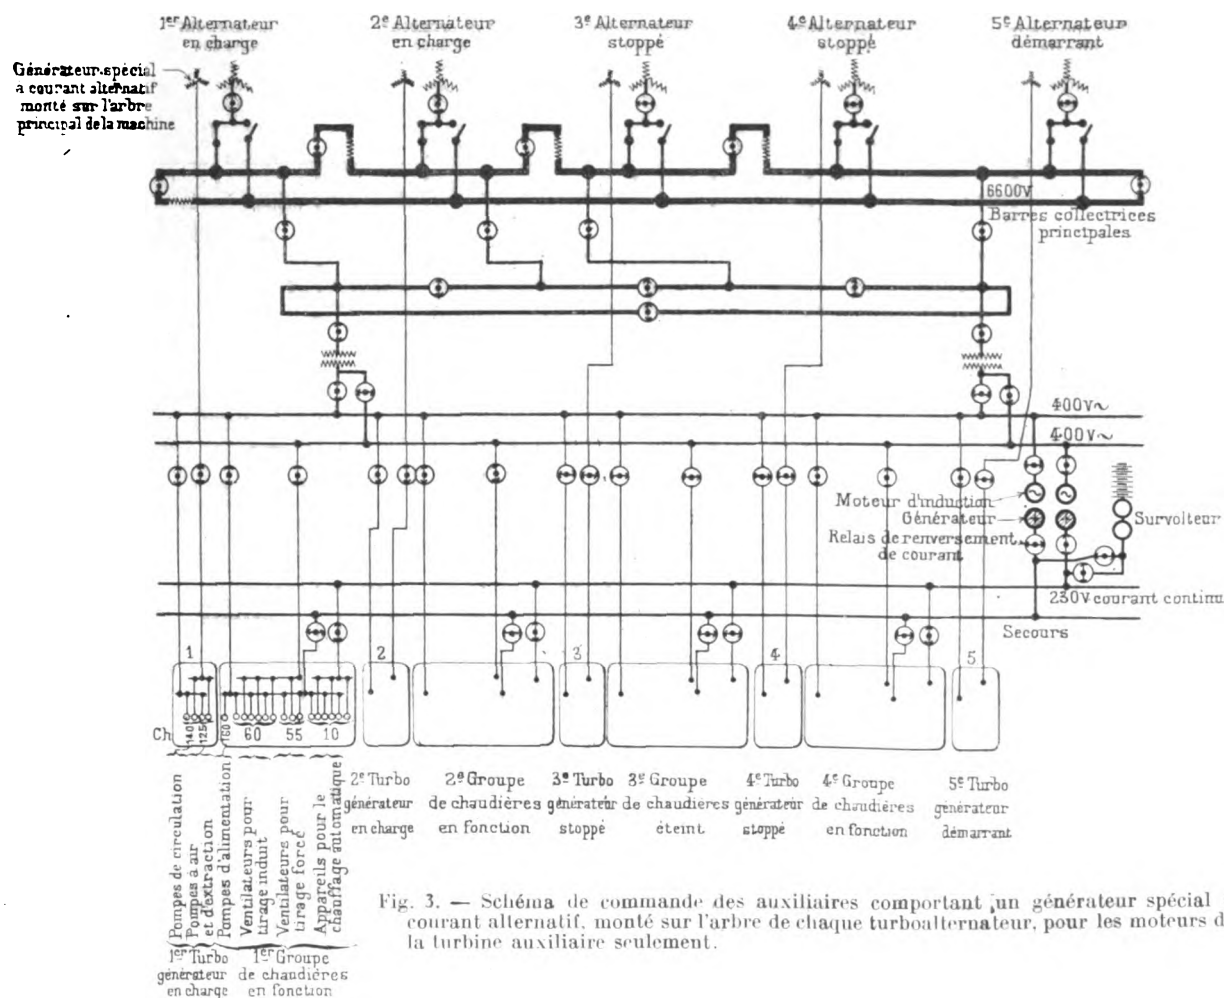 1er Alternateur
en charge
2e Alternateur
en charge
3e Alternateur
stoppé
4e Alternateur
stoppé
5e Alternateur
démarrant
Générateur spécial
a courant alternatif
monté sur l'arbre
principal de la machine
6600V
Barres collectrices
principales
400V~
400V~
Moteur d'induction
Générateur
Relais de renversement
de courant
Survolteur
230V courant continu
Secours
1
2
3
4
5
Ch
140
125
160
60
55
10
Pompes de circulation
Pompes à air
et d'extraction
Pompes d'alimentation
Ventilateurs pour
tirage induit
Ventilateurs pour
tirage forcé
Appareils pour le
chauffage automatique
1er Turbo
générateur
en charge
1er Groupe
de chaudières
en fonction
2e Turbo
générateur
en charge
2e Groupe
de chaudières
en fonction
3e Turbo
générateur
stoppé
3e Groupe
de chaudières
éteint
4e Turbo
générateur
stoppé
4e Groupe
de chaudières
en fonction
5e Turbo
générateur
démarrant
Fig. 3. — Schéma de commande des auxiliaires comportant un générateur spécial
courant alternatif, monté sur l'arbre de chaque turboalternateur, pour les moteurs d
la turbine auxiliaire seulement.